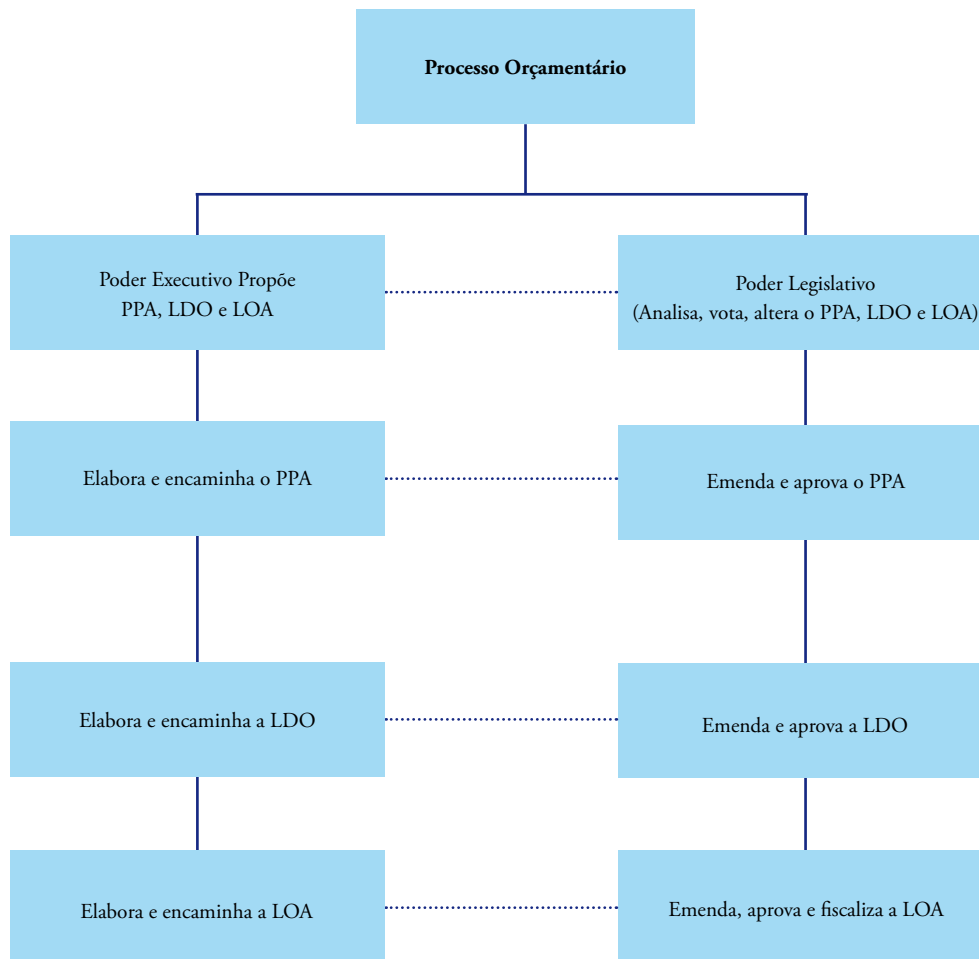 Processo Orçamentário
Poder Executivo Propõe
PPA, LDO e LOA
Poder Legislativo
(Analisa, vota, altera o PPA, LDO e LOA)
Elabora e encaminha o PPA
Emenda e aprova o PPA
Elabora e encaminha a LDO
Emenda e aprova a LDO
Elabora e encaminha a LOA
Emenda, aprova e fiscaliza a LOA